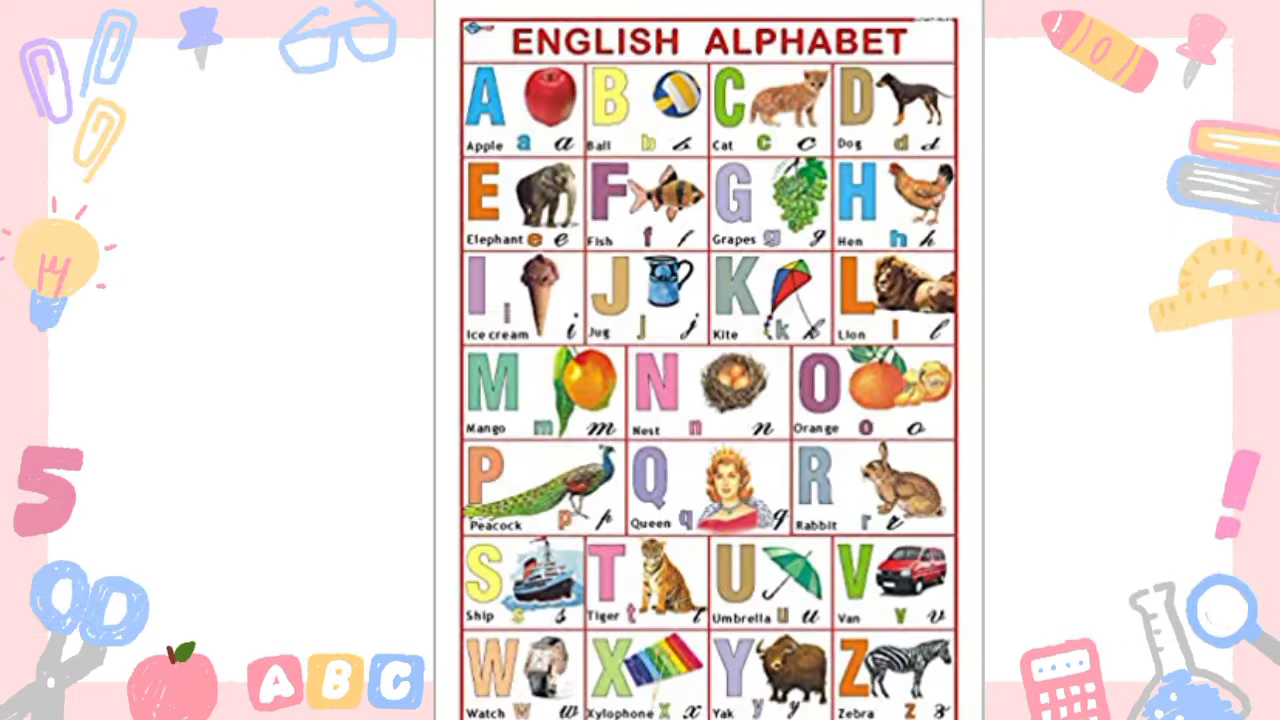 ENGLISH ALPHABET
A B C D
Apple a a Ball b b Cat c c Dog d d
E F G H
Elephant e e Fish f f Grapes g g Hen h h
I J K L
Ice cream i i Jug j j Kite k k Lion l l
M N O
Mango m m Nest n n Orange o o
P Q R
Peacock p p Queen q q Rabbit r r
S T U V
Ship s s Tiger t t Umbrella u u Van v v
W X Y Z
Watch w w Xylophone x x Yak y y Zebra z z
5
A B C